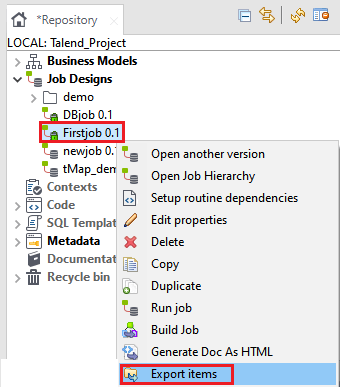 *Repository
LOCAL: Talend_Project
Business Models
Job Designs
demo
DBjob 0.1
Firstjob 0.1
newjob 0.1
tMap_dem
Contexts
Code
SQL Template
Metadata
Documentat
Recycle bin
Open another version
Open Job Hierarchy
Setup routine dependencies
Edit properties
Delete
Copy
Duplicate
Run job
Build Job
Generate Doc As HTML
Export items